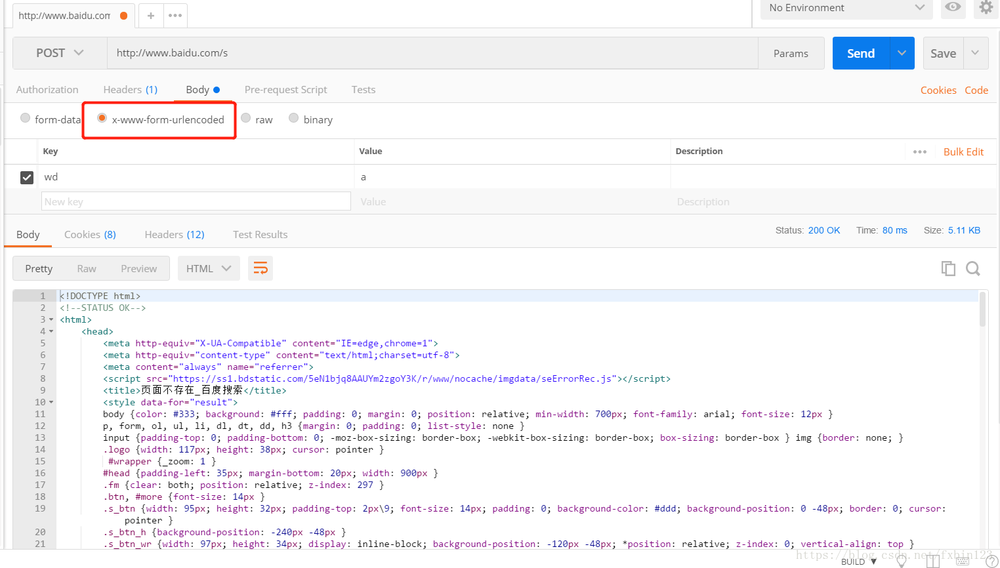 http://www.baidu.com
No Environment
POST http://www.baidu.com/s Params Send Save
Authorization Headers (1) Body Pre-request Script Tests Cookies Code
form-data x-www-form-urlencoded raw binary
Key Value Description Bulk Edit
wd a
New key Value Description
Body Cookies (8) Headers (12) Test Results Status: 200 OK Time: 80 ms Size: 5.11 KB
Pretty Raw Preview HTML
1 <!DOCTYPE html>
2 <!--STATUS OK-->
3 <html>
4 <head>
5 <meta http-equiv="X-UA-Compatible" content="IE=edge,chrome=1">
6 <meta http-equiv="content-type" content="text/html;charset=utf-8">
7 <meta content="always" name="referrer">
8 <script src="https://ss1.bdstatic.com/5eN1bjq8AAUYm2zgoY3K/r/www/nocache/imgdata/seErrorRec.js"></script>
9 <title>页面不存在_百度搜索</title>
10 <style data-for="result">
11 body {color: #333; background: #fff; padding: 0; margin: 0; position: relative; min-width: 700px; font-family: arial; font-size: 12px }
12 p, form, ol, ul, li, dl, dt, dd, h3 {margin: 0; padding: 0; list-style: none }
13 input {padding-top: 0; padding-bottom: 0; -moz-box-sizing: border-box; -webkit-box-sizing: border-box; box-sizing: border-box } img {border: none; }
14 .logo {width: 117px; height: 38px; cursor: pointer }
15 #wrapper {_zoom: 1 }
16 #head {padding-left: 35px; margin-bottom: 20px; width: 900px }
17 .fm {clear: both; position: relative; z-index: 297 }
18 .btn, #more {font-size: 14px }
19 .s_btn {width: 95px; height: 32px; padding-top: 2px\9; font-size: 14px; padding: 0; background-color: #ddd; background-position: 0 -48px; border: 0; cursor:
pointer }
20 .s_btn_h {background-position: -240px -48px }
21 .s_btn_wr {width: 97px; height: 34px; display: inline-block; background-position: -120px -48px; *position: relative; z-index: 0; vertical-align: top }
https://blog.csdn.net/fxbin123
BUILD